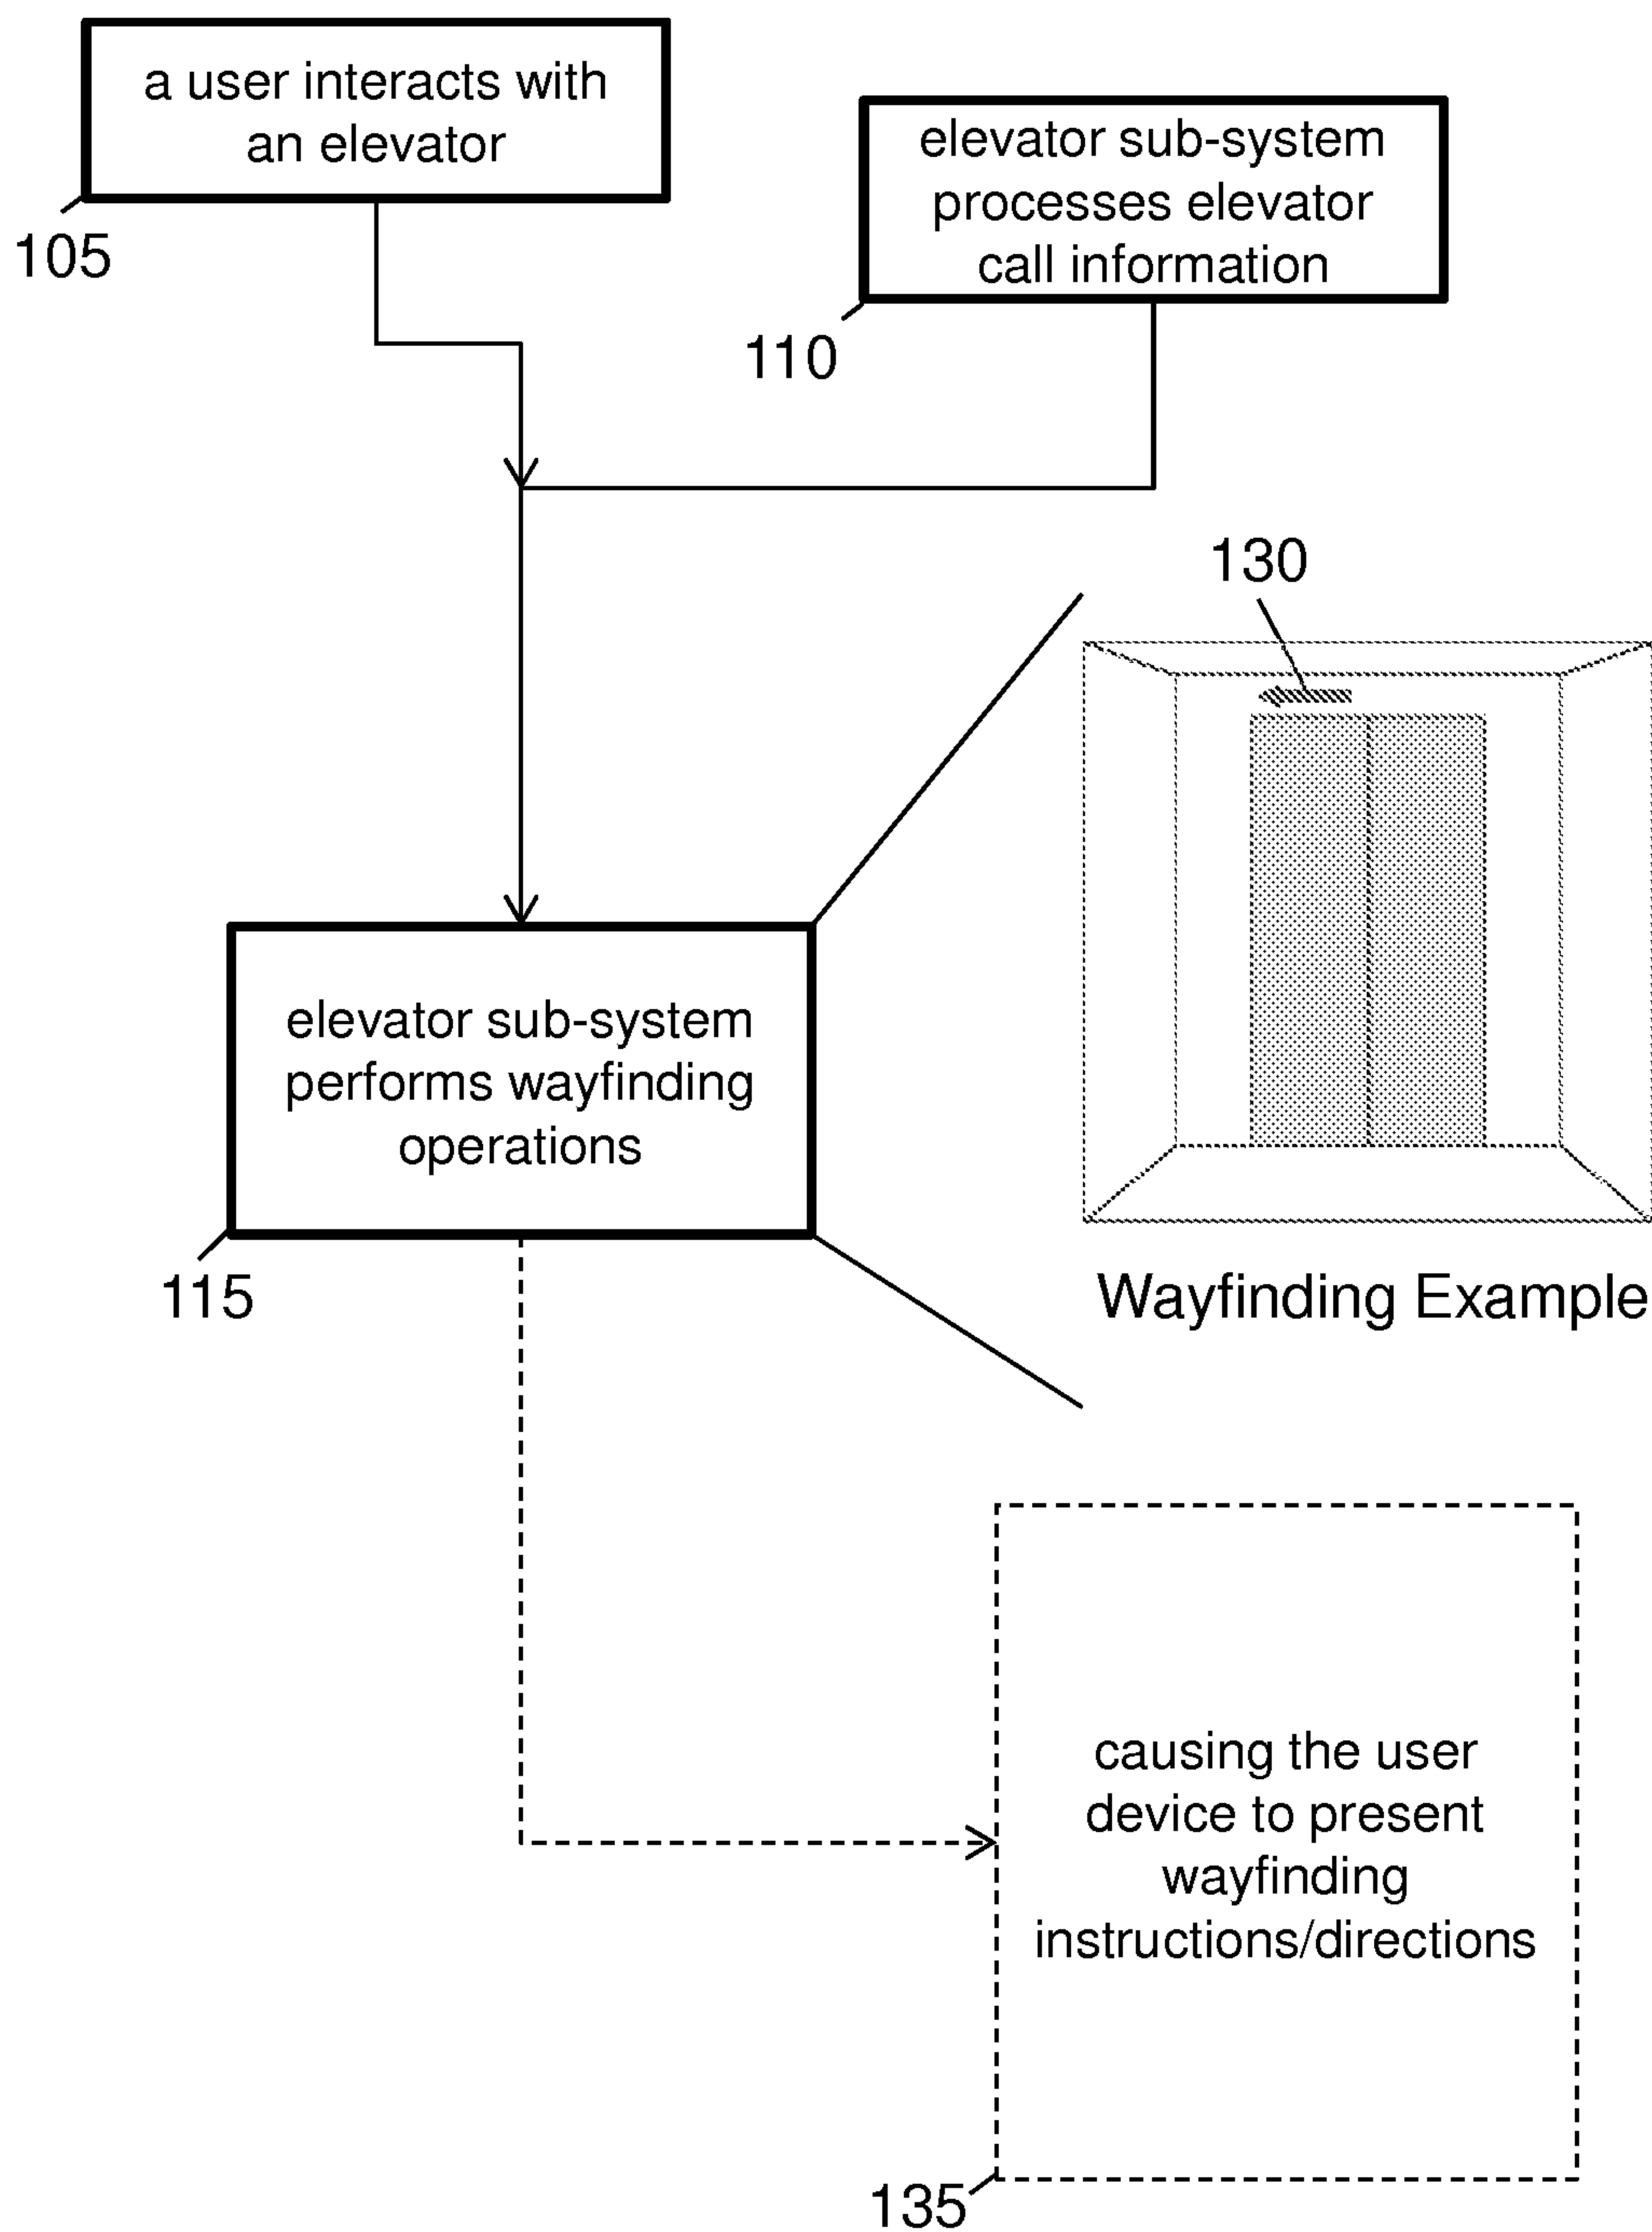 a user interacts with
an elevator
105
elevator sub-system
processes elevator
call information
110
130
elevator sub-system
performs wayfinding
operations
115
Wayfinding Example
causing the user
device to present
wayfinding
instructions/directions
135